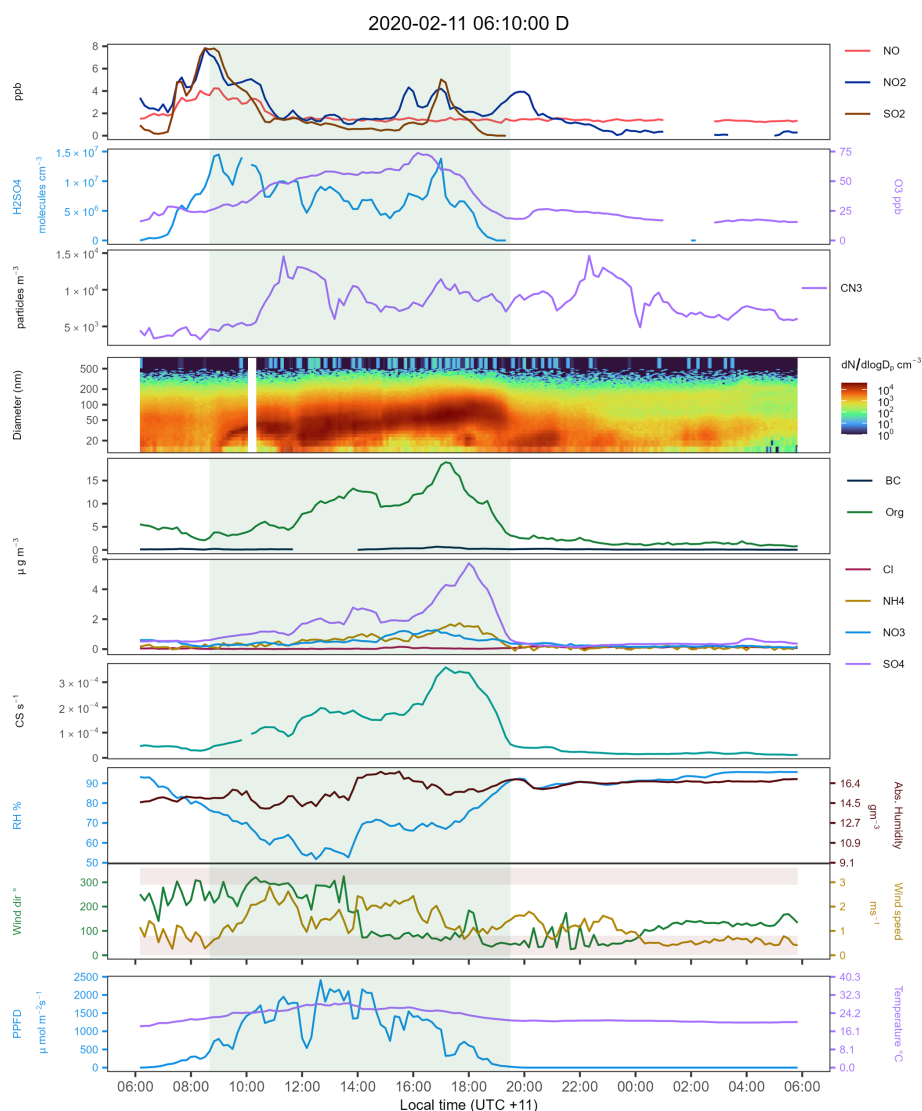 2020-02-11 06:10:00 D
ppb
8
6
4
2
0
NO
NO2
SO2
H2SO4
molecules cm⁻³
1.5 × 10⁷
1 × 10⁷
5 × 10⁶
0
75
50
25
0
O3 ppb
particles m⁻³
1.5 × 10⁴
1 × 10⁴
5 × 10³
CN3
Diameter (nm)
500
200
100
50
20
dN/dlogDₚ cm⁻³
10⁴
10³
10²
10¹
10⁰
μ g m⁻³
15
10
5
0
BC
Org
6
4
2
0
Cl
NH4
NO3
SO4
CS s⁻¹
3 × 10⁻⁴
2 × 10⁻⁴
1 × 10⁻⁴
0
RH %
90
80
70
60
50
16.4
14.5
12.7
10.9
9.1
Abs. Humidity
gm⁻³
Wind dir °
300
200
100
0
3
2
1
0
Wind speed
ms⁻¹
PPFD
μ mol m⁻²s⁻¹
2500
2000
1500
1000
500
0
40.3
32.3
24.2
16.1
8.1
0.0
Temperature °C
06:00 08:00 10:00 12:00 14:00 16:00 18:00 20:00 22:00 00:00 02:00 04:00 06:00
Local time (UTC +11)